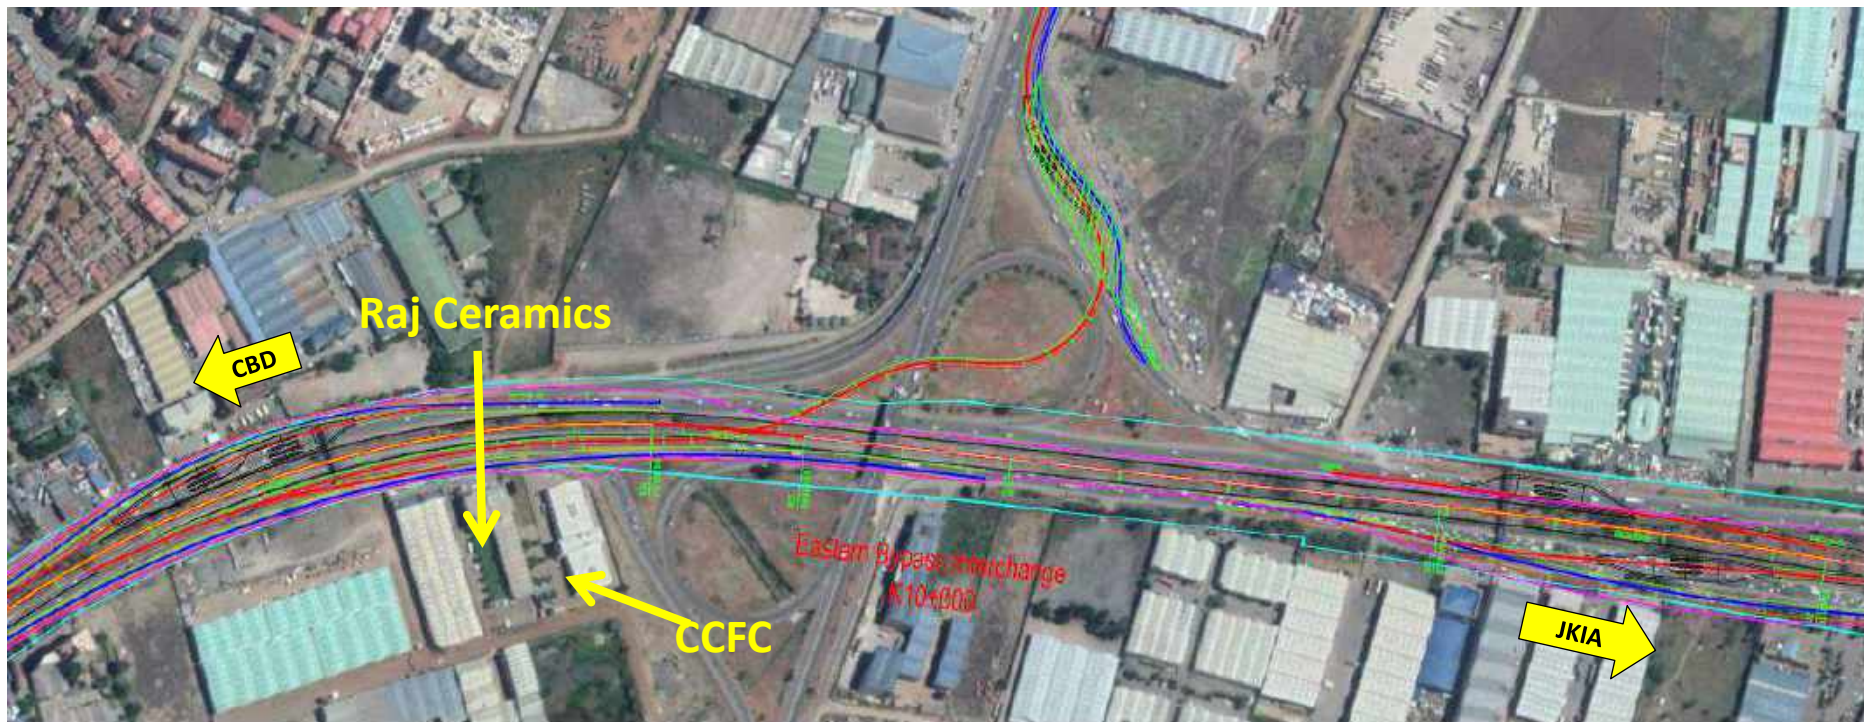 Raj Ceramics
CBD
Eastern Bypass Interchange
K10+000
CCFC
JKIA